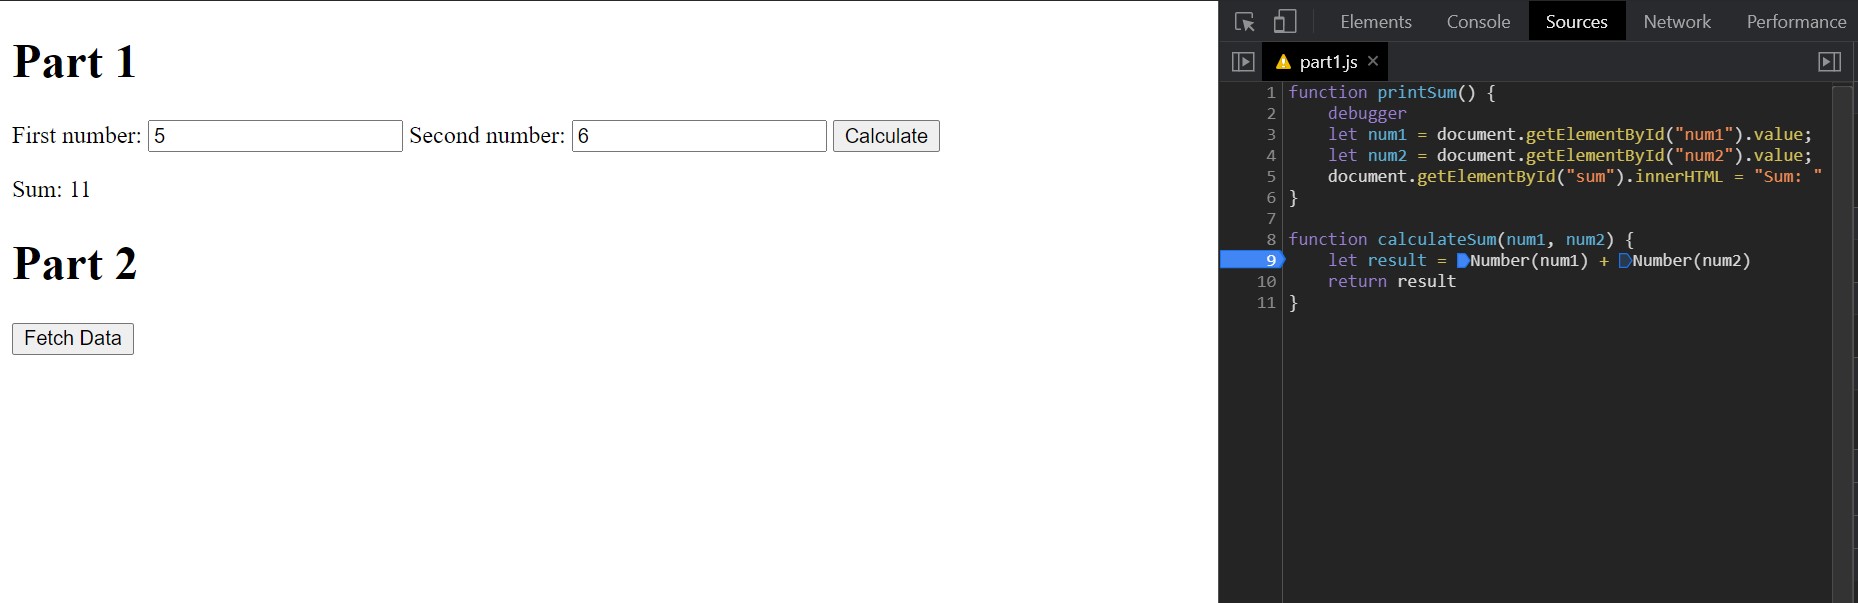 Part 1
First number: 5 Second number: 6 Calculate
Sum: 11
Part 2
Fetch Data
Elements Console Sources Network Performance
part1.js ×
1 function printSum() {
2     debugger
3     let num1 = document.getElementById("num1").value;
4     let num2 = document.getElementById("num2").value;
5     document.getElementById("sum").innerHTML = "Sum: "
6 }
7
8 function calculateSum(num1, num2) {
9     let result = Number(num1) + Number(num2)
10     return result
11 }